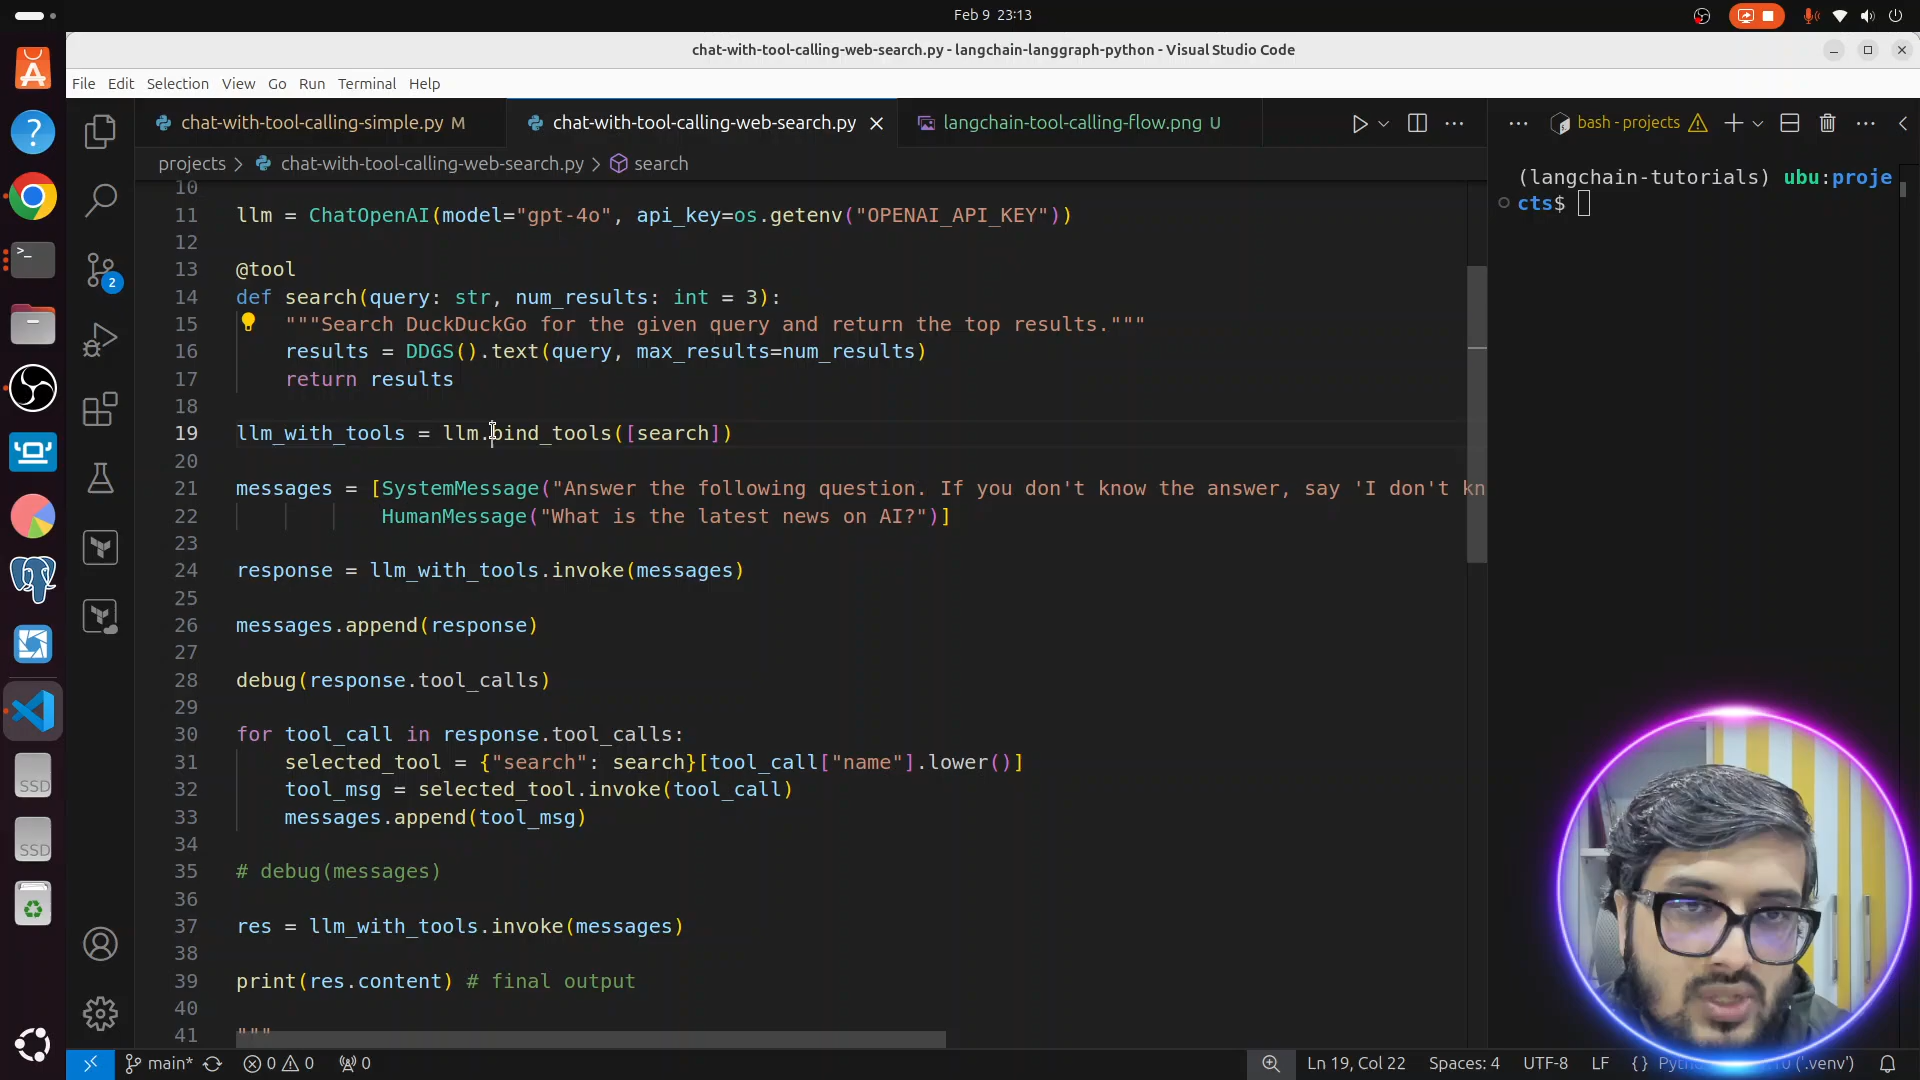 Feb 9 23:13
chat-with-tool-calling-web-search.py - langchain-langgraph-python - Visual Studio Code
File Edit Selection View Go Run Terminal Help
chat-with-tool-calling-simple.py M
chat-with-tool-calling-web-search.py
langchain-tool-calling-flow.png U
bash - projects
projects > chat-with-tool-calling-web-search.py > search
(langchain-tutorials) ubu:proje
cts$
10
11 llm = ChatOpenAI(model="gpt-4o", api_key=os.getenv("OPENAI_API_KEY"))
12
13 @tool
14 def search(query: str, num_results: int = 3):
15 """Search DuckDuckGo for the given query and return the top results."""
16 results = DDGS().text(query, max_results=num_results)
17 return results
18
19 llm_with_tools = llm.bind_tools([search])
20
21 messages = [SystemMessage("Answer the following question. If you don't know the answer, say 'I don't kn
22 HumanMessage("What is the latest news on AI?")]
23
24 response = llm_with_tools.invoke(messages)
25
26 messages.append(response)
27
28 debug(response.tool_calls)
29
30 for tool_call in response.tool_calls:
31 selected_tool = {"search": search}[tool_call["name"].lower()]
32 tool_msg = selected_tool.invoke(tool_call)
33 messages.append(tool_msg)
34
35 # debug(messages)
36
37 res = llm_with_tools.invoke(messages)
38
39 print(res.content) # final output
40
41 """
2
SSD
SSD
main* 0 0 0
Ln 19, Col 22 Spaces: 4 UTF-8 LF {} ('.venv')